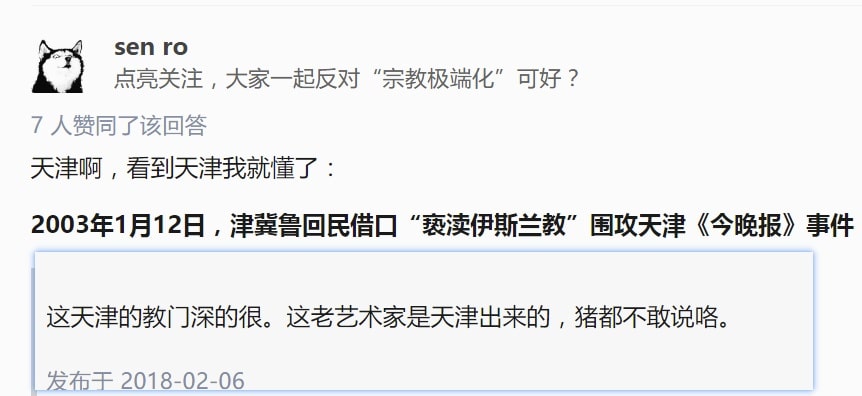 sen ro
点亮关注，大家一起反对“宗教极端化”可好？
7 人赞同了该回答
天津啊，看到天津我就懂了：
2003年1月12日，津冀鲁回民借口“亵渎伊斯兰教”围攻天津《今晚报》事件
这天津的教门深的很。这老艺术家是天津出来的，猪都不敢说咯。
发布于 2018-02-06